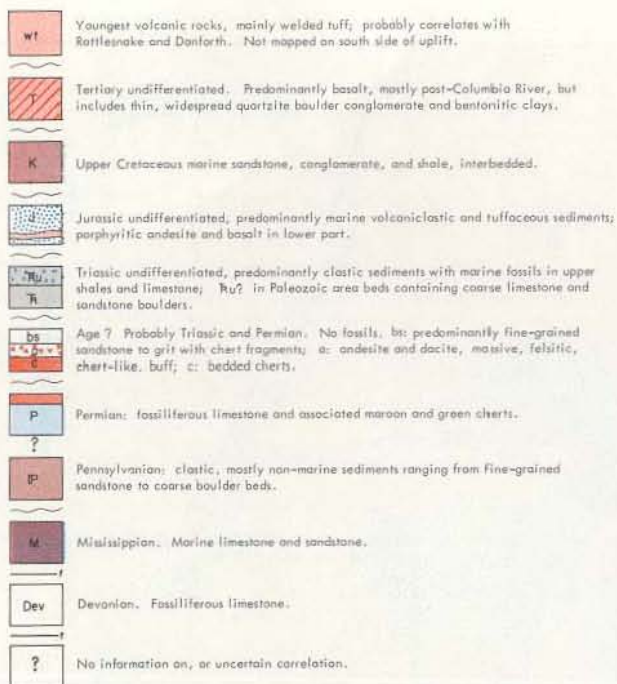 wt
Youngest volcanic rocks, mainly welded tuff; probably correlates with
Rattlesnake and Danforth. Not mapped on south side of uplift.
T
Tertiary undifferentiated. Predominantly basalt, mostly post-Columbia River, but
includes thin, widespread quartzite boulder conglomerate and bentonitic clays.
K
Upper Cretaceous marine sandstone, conglomerate, and shale, interbedded.
J
Jurassic undifferentiated, predominantly marine volcaniclastic and tuffaceous sediments;
porphyritic andesite and basalt in lower part.
Ꞧu
Ꞧ
Triassic undifferentiated, predominantly clastic sediments with marine fossils in upper
shales and limestone; Ꞧu? in Paleozoic area beds containing coarse limestone and
sandstone boulders.
bs
a
c
Age ? Probably Triassic and Permian. No fossils. bs: predominantly fine-grained
sandstone to grit with chert fragments; a: andesite and dacite, massive, felsitic,
chert-like, buff; c: bedded cherts.
P
Permian: fossiliferous limestone and associated maroon and green cherts.
?
IP
Pennsylvanian: clastic, mostly non-marine sediments ranging from fine-grained
sandstone to coarse boulder beds.
M
Mississippian. Marine limestone and sandstone.
f
Dev
Devonian. Fossiliferous limestone.
f
?
No information on, or uncertain correlation.